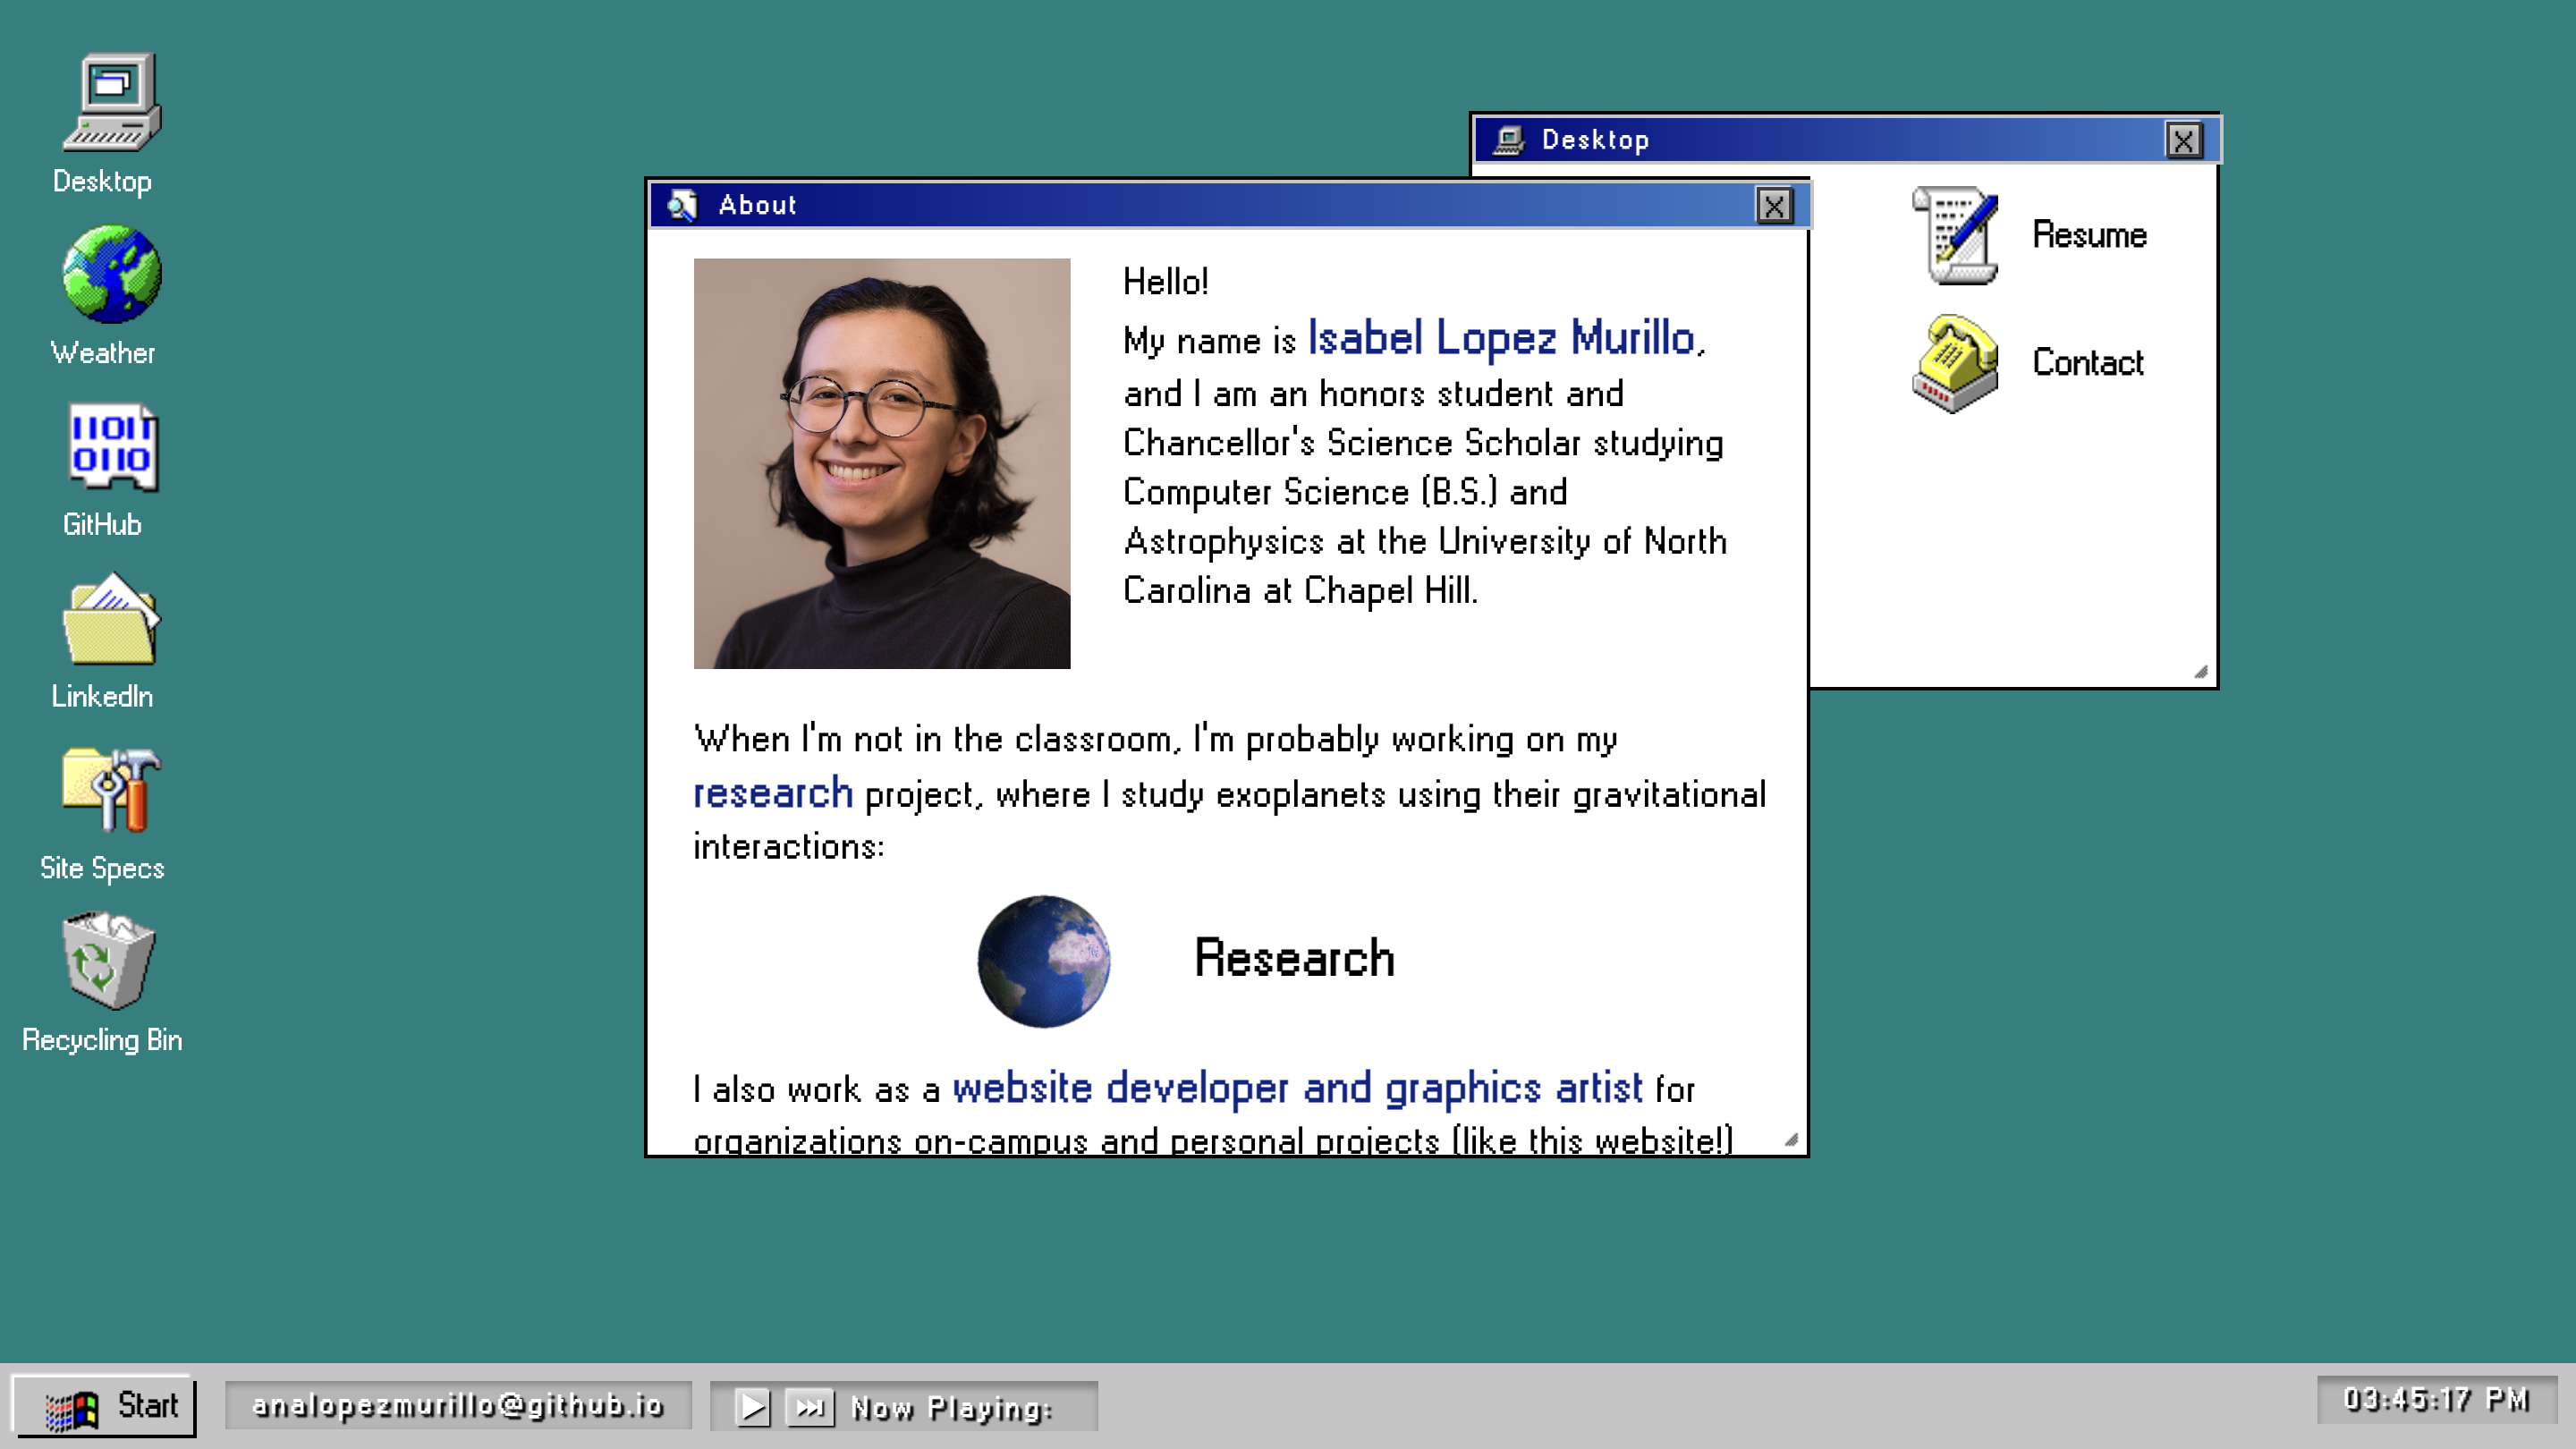 Desktop
Weather
11011
0110
GitHub
LinkedIn
Site Specs
Recycling Bin
Desktop
Resume
Contact
About
Hello!
My name is Isabel Lopez Murillo,
and I am an honors student and
Chancellor's Science Scholar studying
Computer Science (B.S.) and
Astrophysics at the University of North
Carolina at Chapel Hill.
When I'm not in the classroom, I'm probably working on my
research project, where I study exoplanets using their gravitational
interactions:
Research
I also work as a website developer and graphics artist for
organizations on-campus and personal projects (like this website!)
Start
analopezmurillo@github.io
Now Playing:
03:45:17 PM